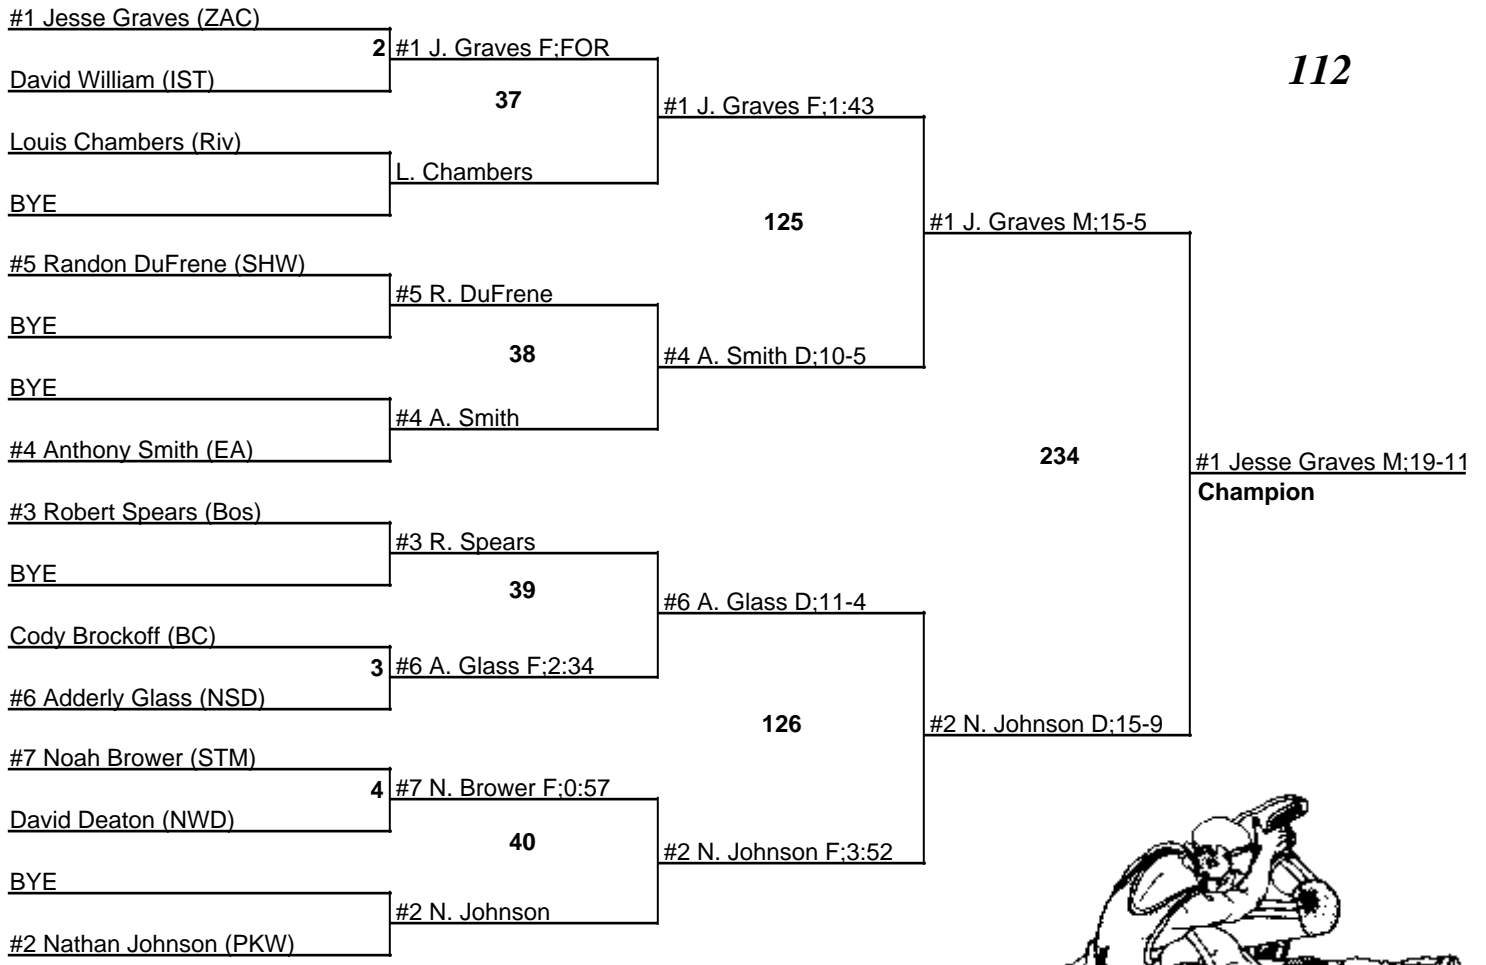 #1 Jesse Graves (ZAC)
2 #1 J. Graves F;FOR
112
David William (IST)
37
#1 J. Graves F;1:43
Louis Chambers (Riv)
L. Chambers
BYE
125
#1 J. Graves M;15-5
#5 Randon DuFrene (SHW)
#5 R. DuFrene
BYE
38
#4 A. Smith D;10-5
BYE
#4 A. Smith
#4 Anthony Smith (EA)
234
#1 Jesse Graves M;19-11
Champion
#3 Robert Spears (Bos)
#3 R. Spears
BYE
39
#6 A. Glass D;11-4
Cody Brockoff (BC)
3 #6 A. Glass F;2:34
#6 Adderly Glass (NSD)
126
#2 N. Johnson D;15-9
#7 Noah Brower (STM)
4 #7 N. Brower F;0:57
David Deaton (NWD)
40
#2 N. Johnson F;3:52
BYE
#2 N. Johnson
#2 Nathan Johnson (PKW)